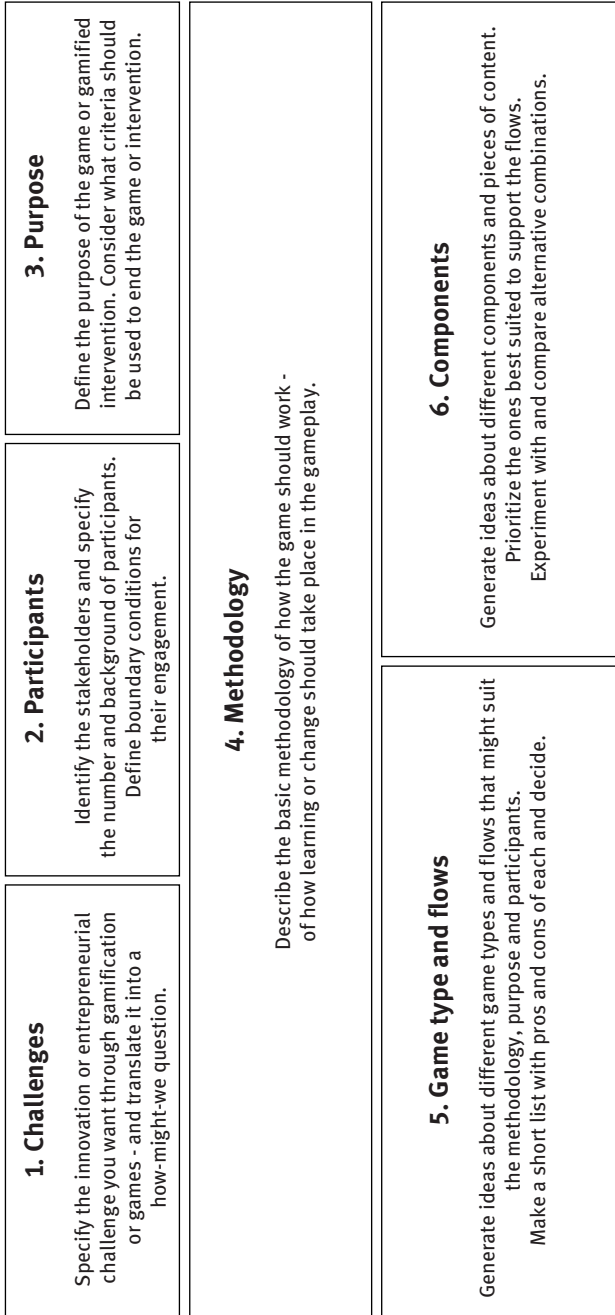 1. Challenges
Specify the innovation or entrepreneurial
challenge you want through gamification
or games - and translate it into a
how-might-we question.
2. Participants
Identify the stakeholders and specify
the number and background of participants.
Define boundary conditions for
their engagement.
3. Purpose
Define the purpose of the game or gamified
intervention. Consider what criteria should
be used to end the game or intervention.
4. Methodology
Describe the basic methodology of how the game should work -
of how learning or change should take place in the gameplay.
5. Game type and flows
Generate ideas about different game types and flows that might suit
the methodology, purpose and participants.
Make a short list with pros and cons of each and decide.
6. Components
Generate ideas about different components and pieces of content.
Prioritize the ones best suited to support the flows.
Experiment with and compare alternative combinations.